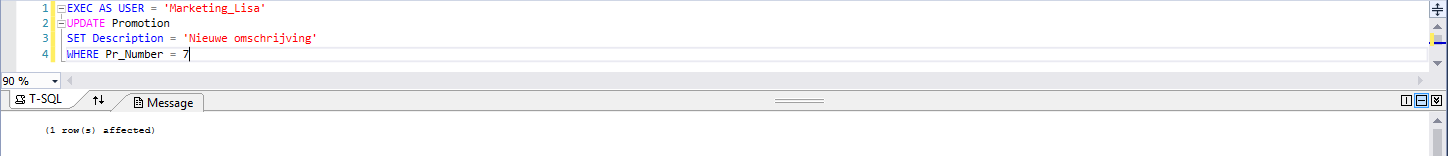 1 EXEC AS USER = 'Marketing_Lisa'
2 UPDATE Promotion
3 SET Description = 'Nieuwe omschrijving'
4 WHERE Pr_Number = 7
90 %
T-SQL Message
(1 row(s) affected)